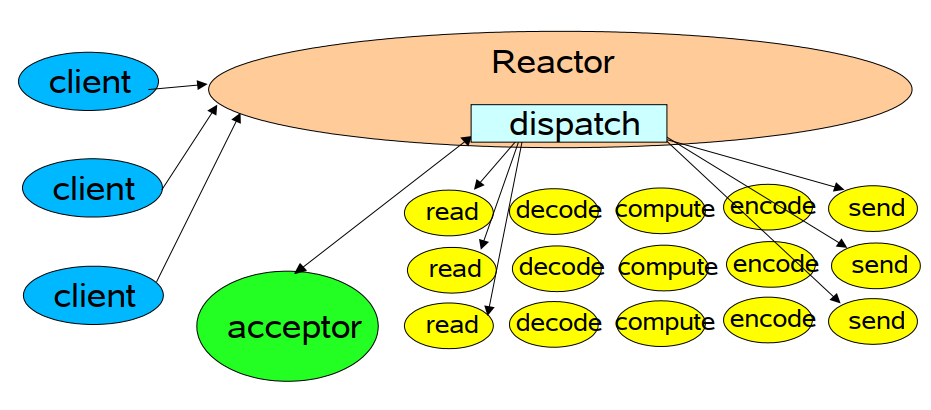 Reactor
client
dispatch
client
read decode compute encode send
read decode compute encode send
client
acceptor
read decode compute encode send